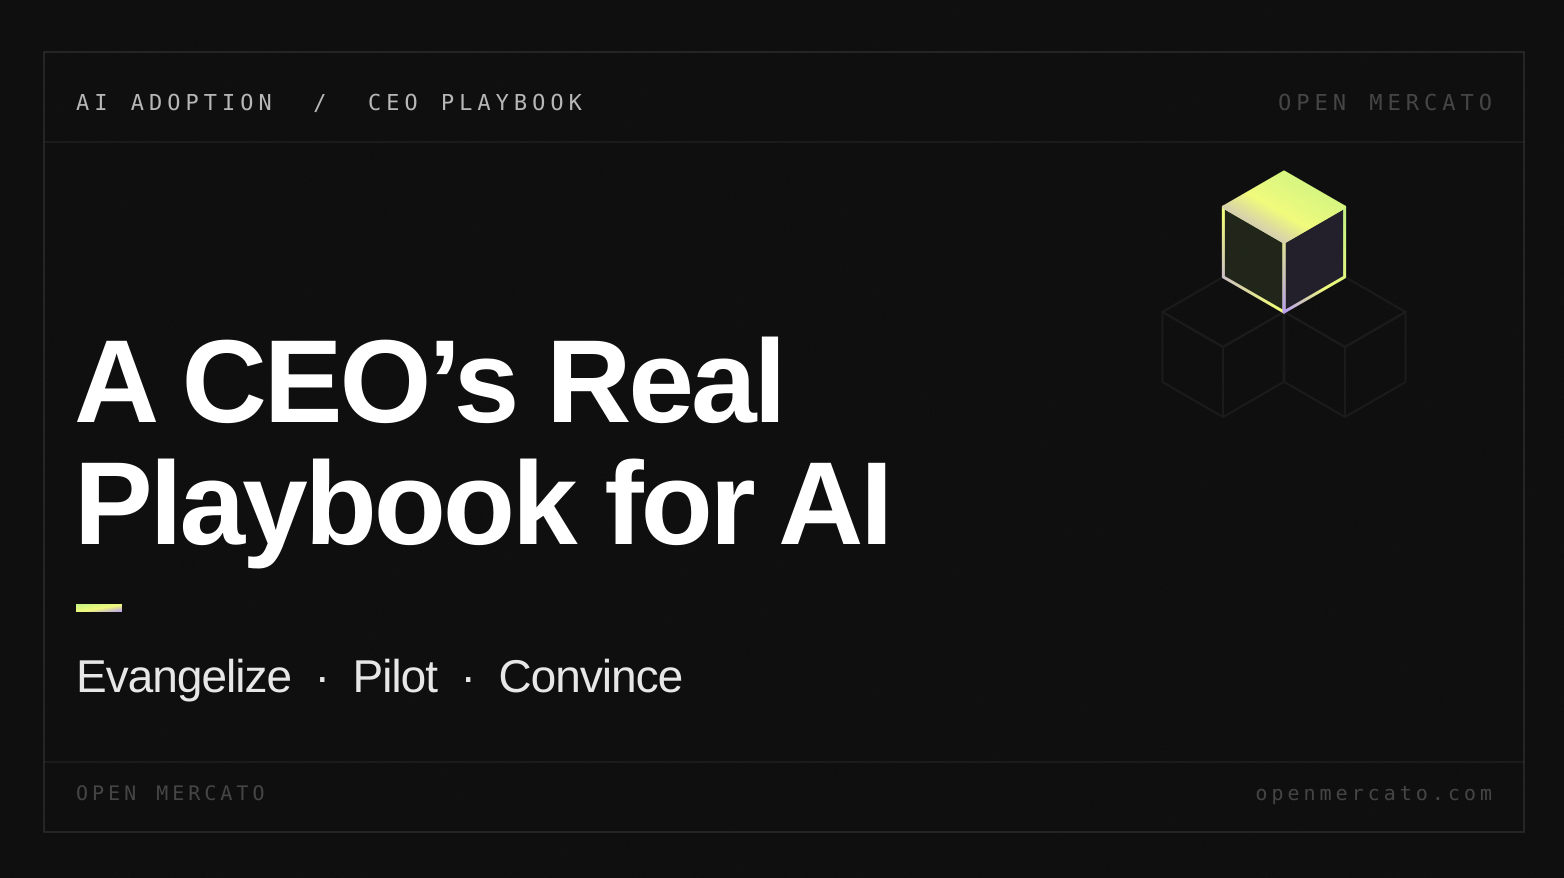 AI ADOPTION / CEO PLAYBOOK
OPEN MERCATO
A CEO’s Real
Playbook for AI
Evangelize · Pilot · Convince
OPEN MERCATO
openmercato.com